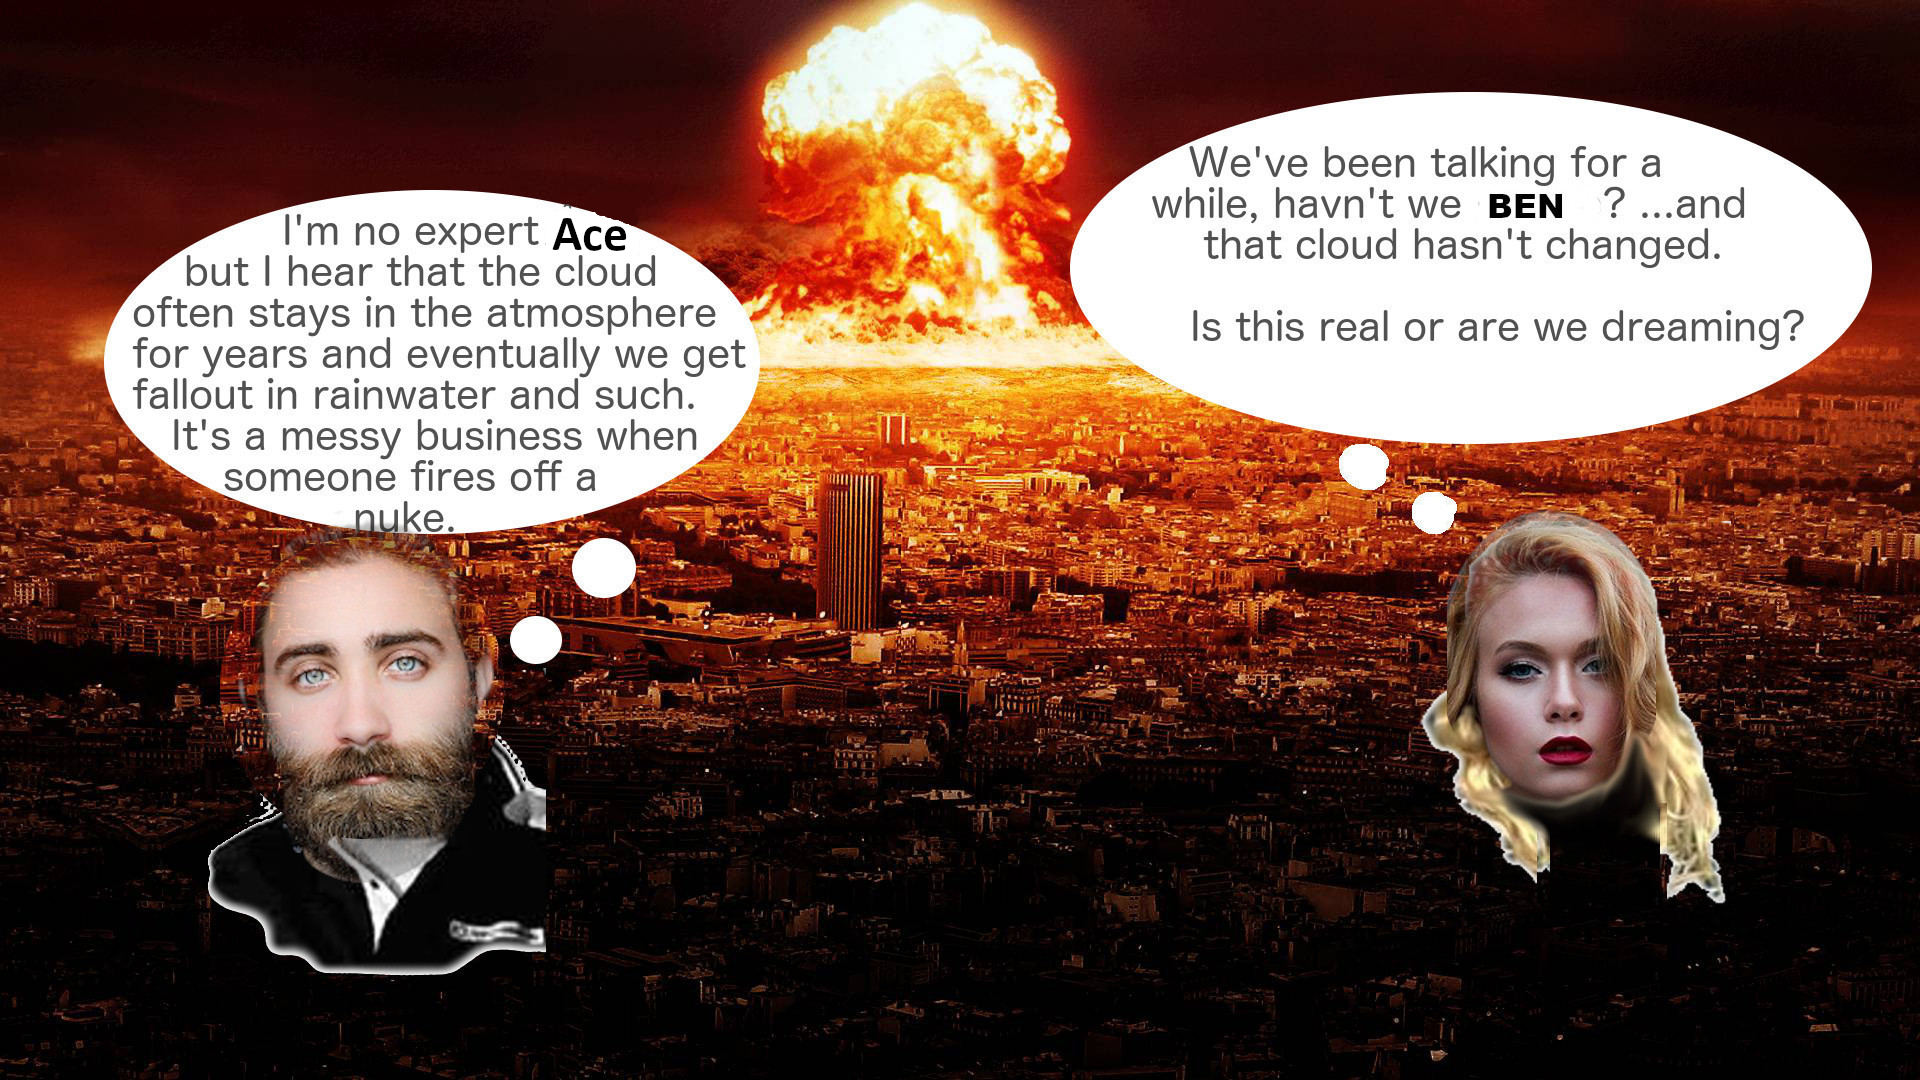 I'm no expert Ace
but I hear that the cloud
often stays in the atmosphere
for years and eventually we get
fallout in rainwater and such.
It's a messy business when
someone fires off a
nuke.
We've been talking for a
while, havn't we BEN ? ...and
that cloud hasn't changed.
Is this real or are we dreaming?